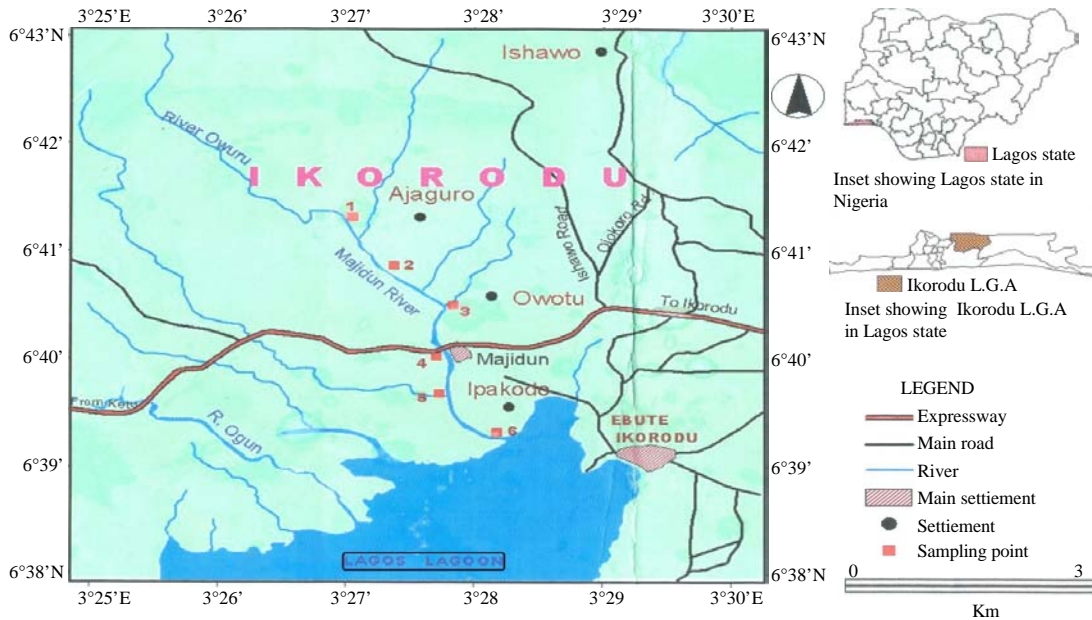 3°25’E 3°26’ 3°27’ 3°28’ 3°29’ 3°30’E
6°43’N
6°42’
6°41’
6°40’
6°39’
6°38’N
Ishawo
River Owuru
IKORODU
Ajaguro
1
2
Majidun River
3
Owotu
Ishawo Road
Olokoro Rd
To Ikorodu
4
Majidun
5
Ipakodo
From Ketu
R. Ogun
6
EBUTE
IKORODU
LAGOS LAGOON
6°43’N
6°42’
6°41’
6°40’
6°39’
6°38’N
3°25’E 3°26’ 3°27’ 3°28’ 3°29’ 3°30’E
Lagos state
Inset showing Lagos state in
Nigeria
Ikorodu L.G.A
Inset showing Ikorodu L.G.A
in Lagos state
LEGEND
Expressway
Main road
River
Main settiement
Settiement
Sampling point
0 3
Km